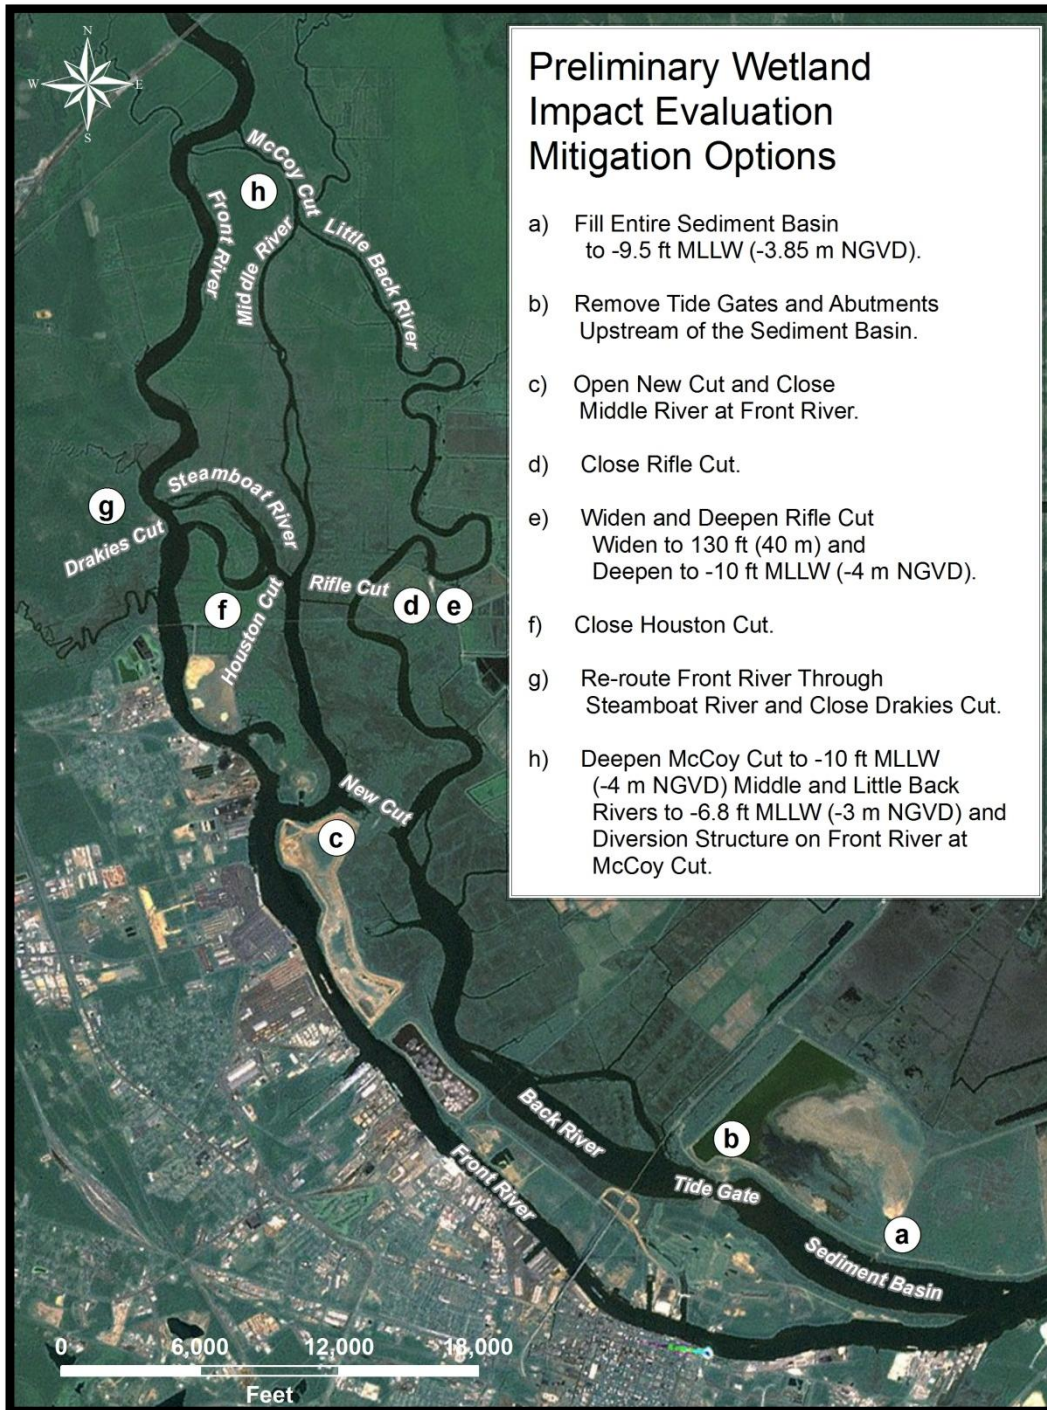 Preliminary Wetland
Impact Evaluation
Mitigation Options
a) Fill Entire Sediment Basin
to -9.5 ft MLLW (-3.85 m NGVD).
b) Remove Tide Gates and Abutments
Upstream of the Sediment Basin.
c) Open New Cut and Close
Middle River at Front River.
d) Close Rifle Cut.
e) Widen and Deepen Rifle Cut
Widen to 130 ft (40 m) and
Deepen to -10 ft MLLW (-4 m NGVD).
f) Close Houston Cut.
g) Re-route Front River Through
Steamboat River and Close Drakies Cut.
h) Deepen McCoy Cut to -10 ft MLLW
(-4 m NGVD) Middle and Little Back
Rivers to -6.8 ft MLLW (-3 m NGVD) and
Diversion Structure on Front River at
McCoy Cut.
N
W
E
S
McCoy Cut
h
Front River
Middle River
Little Back River
Steamboat River
g
Drakies Cut
Rifle Cut
d
e
f
Houston Cut
New Cut
c
Back River
b
Front River
Tide Gate
a
Sediment Basin
0 6,000 12,000 18,000
Feet